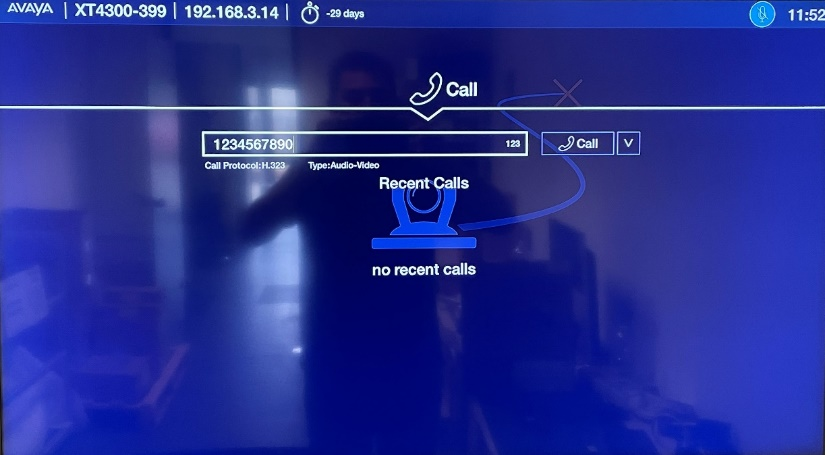 AVAYA | XT4300-399 | 192.168.3.14 | -29 days 11:52
Call
1234567890 123 Call V
Call Protocol:H.323 Type:Audio-Video
Recent Calls
no recent calls